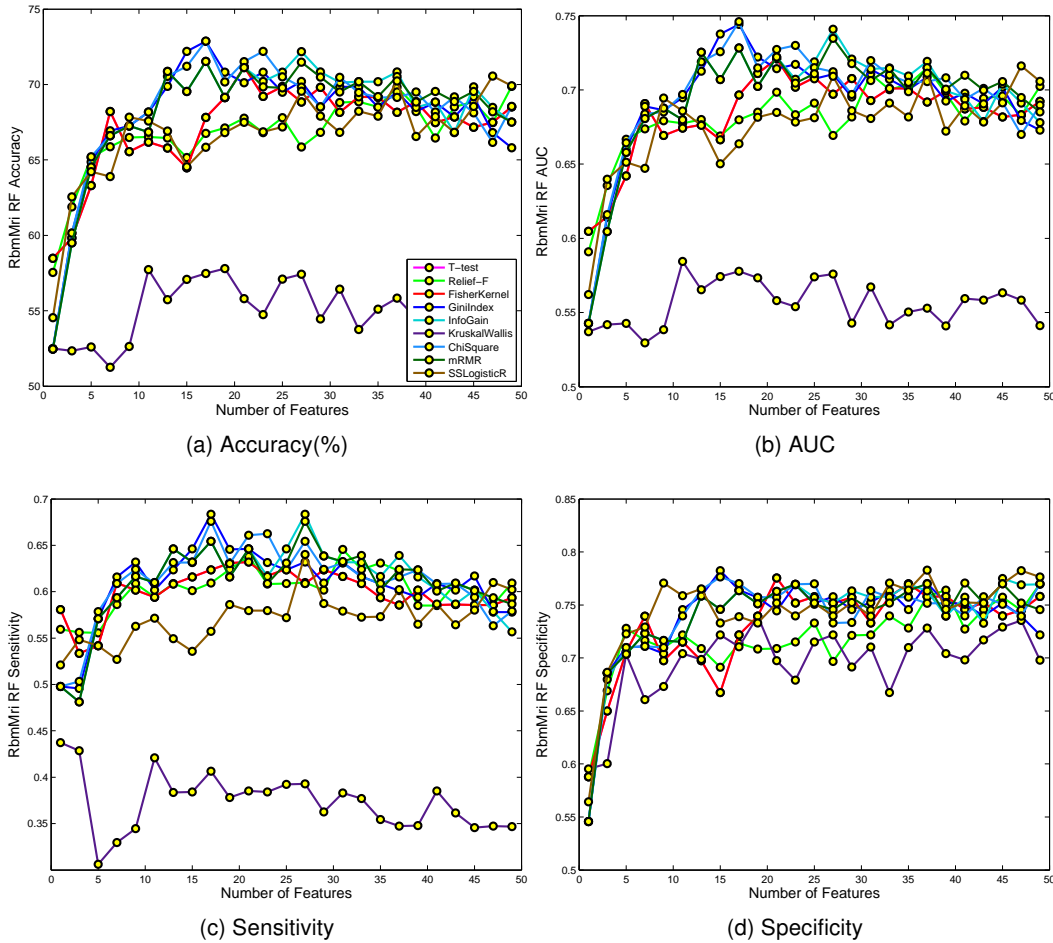 75
70
65
60
55
50
RbmMri RF Accuracy
0 5 10 15 20 25 30 35 40 45 50
Number of Features
T-test
Relief-F
FisherKernel
GiniIndex
InfoGain
KruskalWallis
ChiSquare
mRMR
SSLogisticR
(a) Accuracy(%)
0.75
0.7
0.65
0.6
0.55
0.5
RbmMri RF AUC
0 5 10 15 20 25 30 35 40 45 50
Number of Features
(b) AUC
0.7
0.65
0.6
0.55
0.5
0.45
0.4
0.35
RbmMri RF Sensitivity
0 5 10 15 20 25 30 35 40 45 50
Number of Features
(c) Sensitivity
0.85
0.8
0.75
0.7
0.65
0.6
0.55
0.5
RbmMri RF Specificity
0 5 10 15 20 25 30 35 40 45 50
Number of Features
(d) Specificity